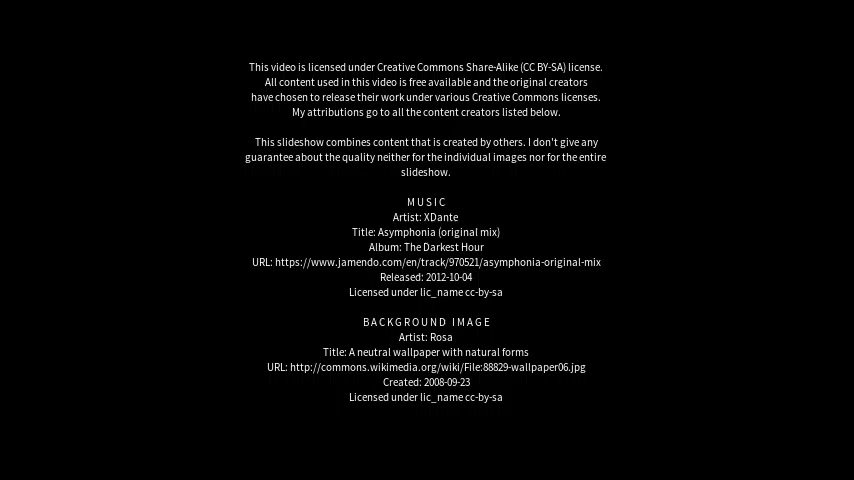 This video is licensed under Creative Commons Share-Alike (CC BY-SA) license.
All content used in this video is free available and the original creators
have chosen to release their work under various Creative Commons licenses.
My attributions go to all the content creators listed below.
This slideshow combines content that is created by others. I don't give any
guarantee about the quality neither for the individual images nor for the entire
slideshow.
MUSIC
Artist: XDante
Title: Asymphonia (original mix)
Album: The Darkest Hour
URL: https://www.jamendo.com/en/track/970521/asymphonia-original-mix
Released: 2012-10-04
Licensed under lic_name cc-by-sa
BACKGROUND IMAGE
Artist: Rosa
Title: A neutral wallpaper with natural forms
URL: http://commons.wikimedia.org/wiki/File:88829-wallpaper06.jpg
Created: 2008-09-23
Licensed under lic_name cc-by-sa